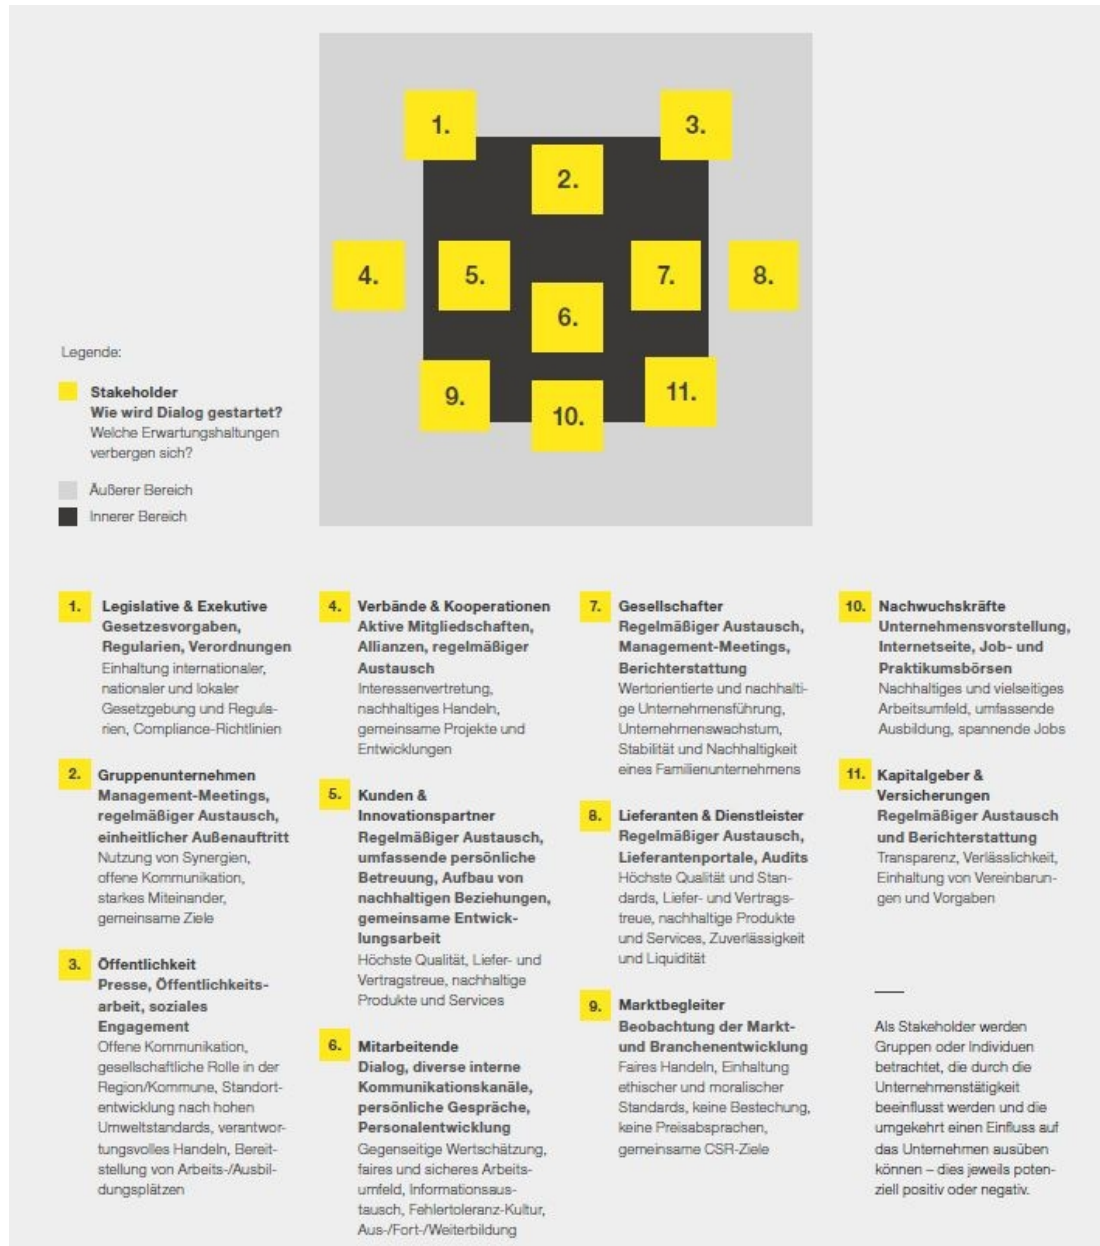 1.
3.
2.
4.
5.
7.
8.
6.
9.
11.
10.
Legende:
Stakeholder
Wie wird Dialog gestartet?
Welche Erwartungshaltungen
verbergen sich?
Äußerer Bereich
Innerer Bereich
1. Legislative & Exekutive
Gesetzesvorgaben,
Regularien, Verordnungen
Einhaltung internationaler,
nationaler und lokaler
Gesetzgebung und Regula-
rien, Compliance-Richtlinien
2. Gruppenunternehmen
Management-Meetings,
regelmäßiger Austausch,
einheitlicher Außenauftritt
Nutzung von Synergien,
offene Kommunikation,
starkes Miteinander,
gemeinsame Ziele
3. Öffentlichkeit
Presse, Öffentlichkeits-
arbeit, soziales
Engagement
Offene Kommunikation,
gesellschaftliche Rolle in der
Region/Kommune, Standort-
entwicklung nach hohen
Umweltstandards, verantwor-
tungsvolles Handeln, Bereit-
stellung von Arbeits-/Ausbil-
dungsplätzen
4. Verbände & Kooperationen
Aktive Mitgliedschaften,
Allianzen, regelmäßiger
Austausch
Interessenvertretung,
nachhaltiges Handeln,
gemeinsame Projekte und
Entwicklungen
5. Kunden &
Innovationspartner
Regelmäßiger Austausch,
umfassende persönliche
Betreuung, Aufbau von
nachhaltigen Beziehungen,
gemeinsame Entwick-
lungsarbeit
Höchste Qualität, Liefer- und
Vertragstreue, nachhaltige
Produkte und Services
6. Mitarbeitende
Dialog, diverse interne
Kommunikationskanäle,
persönliche Gespräche,
Personalentwicklung
Gegenseitige Wertschätzung,
faires und sicheres Arbeits-
umfeld, Informationsaus-
tausch, Fehlertoleranz-Kultur,
Aus-/Fort-/Weiterbildung
7. Gesellschafter
Regelmäßiger Austausch,
Management-Meetings,
Berichterstattung
Wertorientierte und nachhalti-
ge Unternehmensführung,
Unternehmenswachstum,
Stabilität und Nachhaltigkeit
eines Familienunternehmens
8. Lieferanten & Dienstleister
Regelmäßiger Austausch,
Lieferantenportale, Audits
Höchste Qualität und Stan-
dards, Liefer- und Vertrags-
treue, nachhaltige Produkte
und Services, Zuverlässigkeit
und Liquidität
9. Marktbegleiter
Beobachtung der Markt-
und Branchenentwicklung
Faires Handeln, Einhaltung
ethischer und moralischer
Standards, keine Bestechung,
keine Preisabsprachen,
gemeinsame CSR-Ziele
10. Nachwuchskräfte
Unternehmensvorstellung,
Internetseite, Job- und
Praktikumsbörsen
Nachhaltiges und vielseitiges
Arbeitsumfeld, umfassende
Ausbildung, spannende Jobs
11. Kapitalgeber &
Versicherungen
Regelmäßiger Austausch
und Berichterstattung
Transparenz, Verlässlichkeit,
Einhaltung von Vereinbarun-
gen und Vorgaben
Als Stakeholder werden
Gruppen oder Individuen
betrachtet, die durch die
Unternehmenstätigkeit
beeinflusst werden und die
umgekehrt einen Einfluss auf
das Unternehmen ausüben
können – dies jeweils poten-
ziell positiv oder negativ.